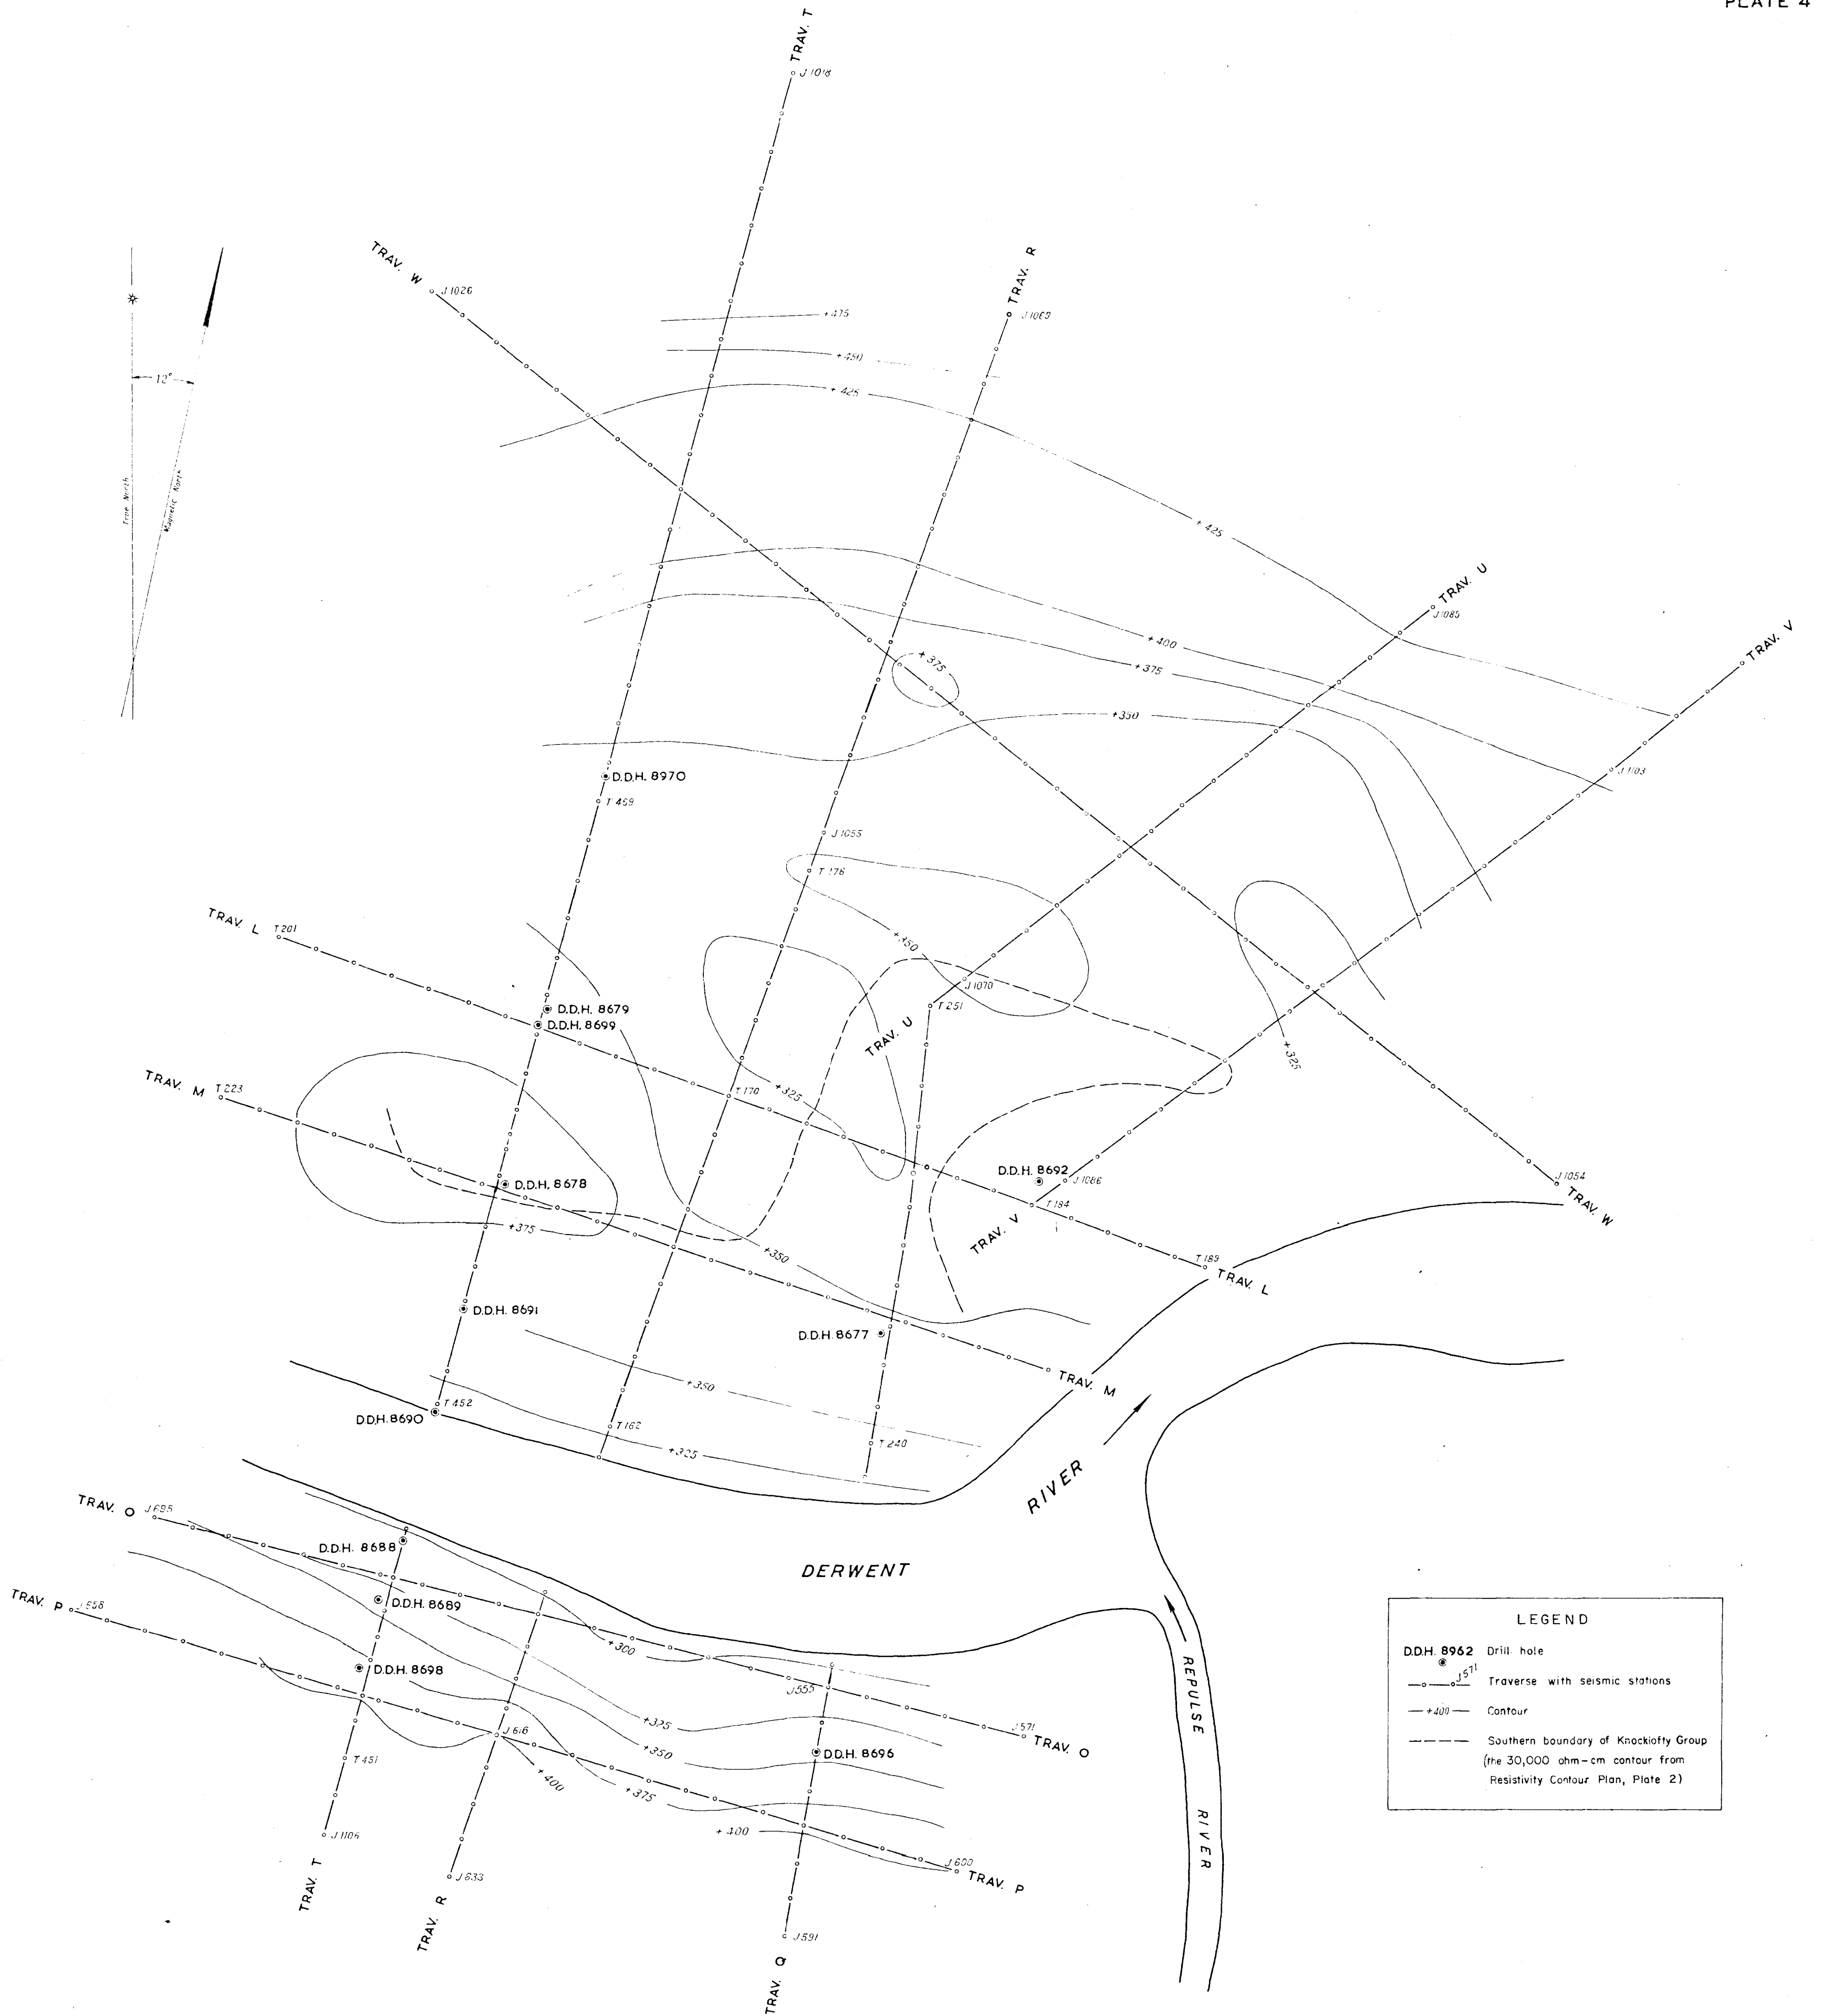 PLATE 4
TRAV. T
J 1018
TRAV. R
TRAV. W
J 1026
J 1069
+475
+450
+425
12°
True North
Magnetic North
+425
TRAV. U
J 1085
TRAV. V
+400
+375
+375
+350
D.D.H. 8970
T 469
J 1103
J 1055
T 176
TRAV. L
T 201
+350
J 1070
T 251
D.D.H. 8679
D.D.H. 8699
TRAV. U
+325
TRAV. M
T 223
T 170
+325
D.D.H. 8692
J 1086
J 1054
D.D.H. 8678
T 184
TRAV. W
+375
TRAV. V
+350
T 189
TRAV. L
D.D.H. 8691
D.D.H. 8677
TRAV. M
+350
T 452
D.D.H. 8690
T 162
T 240
+325
RIVER
TRAV. O
J 695
D.D.H. 8688
DERWENT
TRAV. P
J 658
D.D.H. 8689
+300
D.D.H. 8698
J 555
+325
J 571
TRAV. O
J 616
+350
D.D.H. 8696
T 451
+400
+375
+400
J 1106
J 600
TRAV. P
J 633
TRAV. T
TRAV. R
J 591
TRAV. Q
REPULSE
RIVER
LEGEND
D.D.H. 8962 Drill hole
J 571 Traverse with seismic stations
+400 Contour
Southern boundary of Knocklofty Group
(the 30,000 ohm-cm contour from
Resistivity Contour Plan, Plate 2)